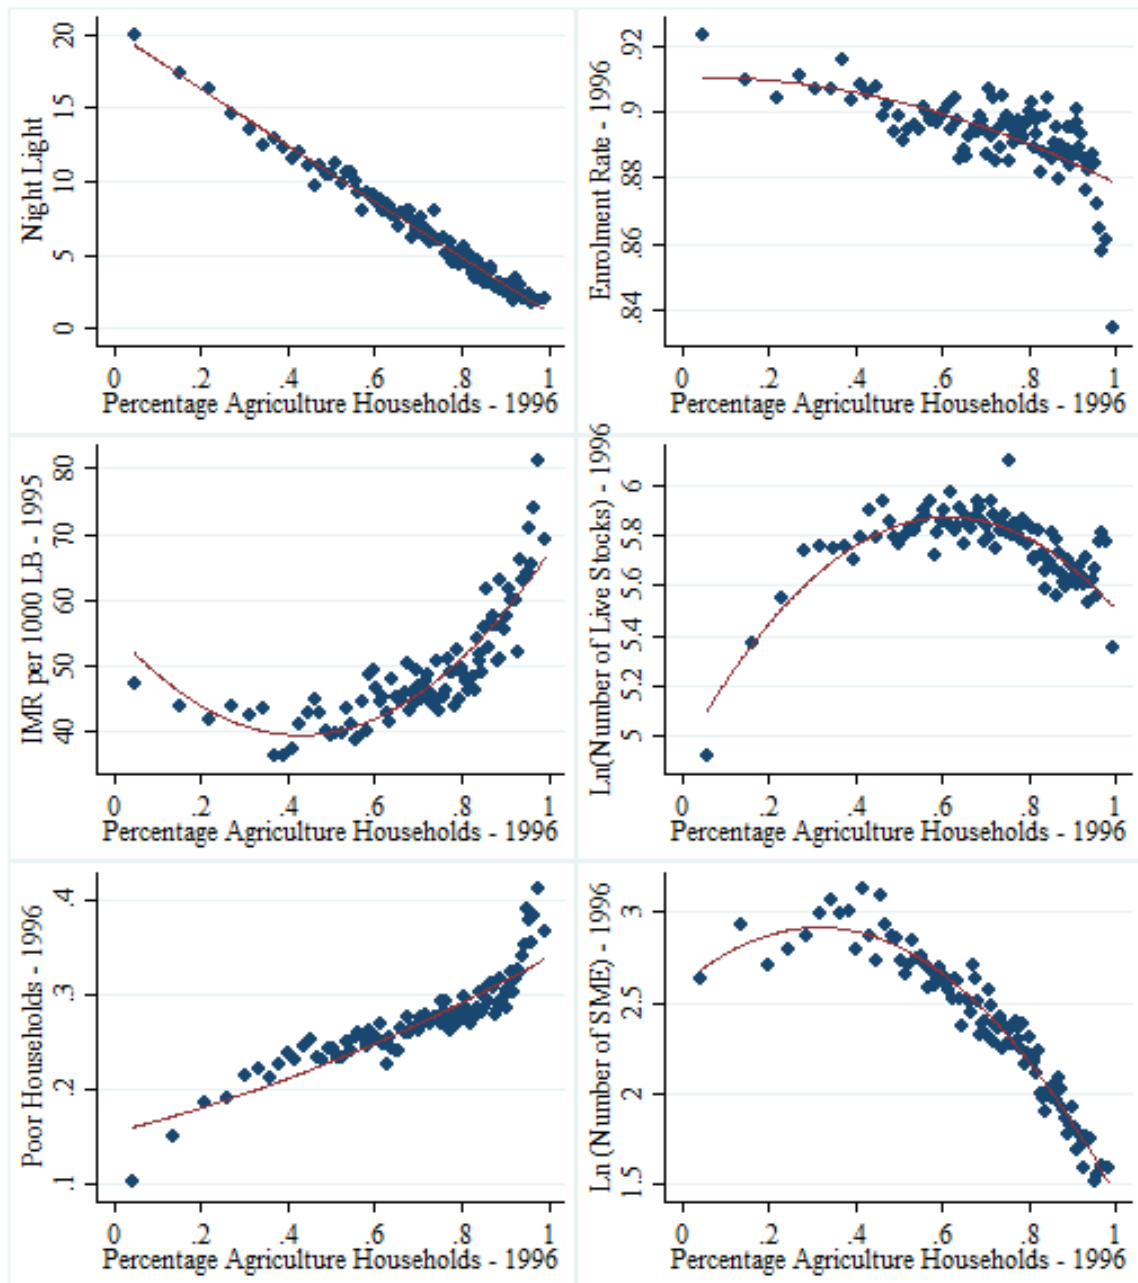 Night Light
20
15
10
5
0
0 .2 .4 .6 .8 1
Percentage Agriculture Households - 1996
Enrolment Rate - 1996
.92
.9
.88
.86
.84
0 .2 .4 .6 .8 1
Percentage Agriculture Households - 1996
IMR per 1000 LB - 1995
80
70
60
50
40
0 .2 .4 .6 .8 1
Percentage Agriculture Households - 1996
Ln(Number of Live Stocks) - 1996
6
5.8
5.6
5.4
5.2
5
0 .2 .4 .6 .8 1
Percentage Agriculture Households - 1996
Poor Households - 1996
.4
.3
.2
.1
0 .2 .4 .6 .8 1
Percentage Agriculture Households - 1996
Ln (Number of SME) - 1996
3
2.5
2
1.5
0 .2 .4 .6 .8 1
Percentage Agriculture Households - 1996